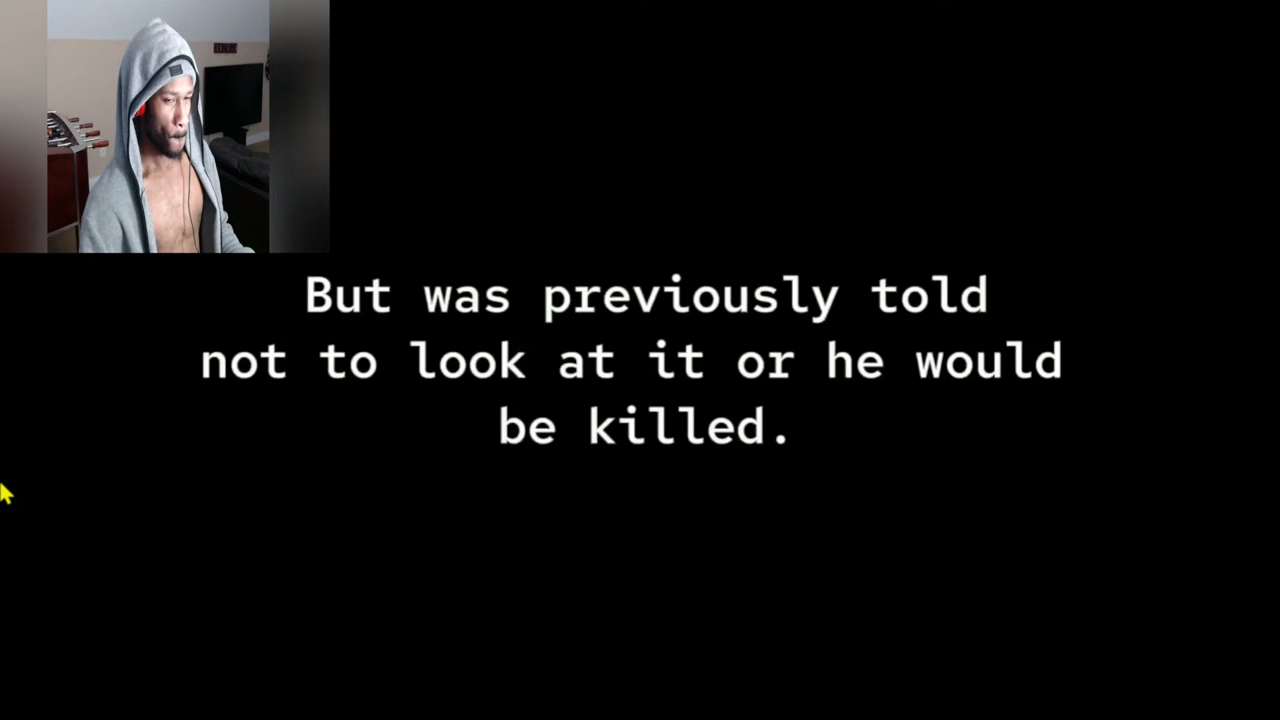 But was previously told
not to look at it or he would
be killed.